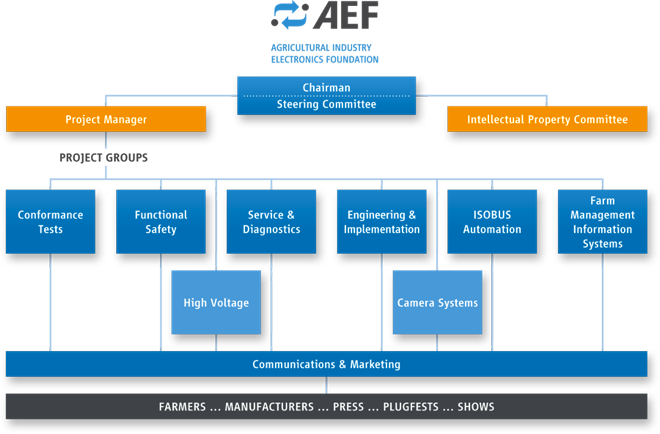 AEF
AGRICULTURAL INDUSTRY
ELECTRONICS FOUNDATION
Chairman
Steering Committee
Project Manager
Intellectual Property Committee
PROJECT GROUPS
Conformance
Tests
Functional
Safety
Service &
Diagnostics
Engineering &
Implementation
ISOBUS
Automation
Farm
Management
Information
Systems
High Voltage
Camera Systems
Communications & Marketing
FARMERS ... MANUFACTURERS ... PRESS ... PLUGFESTS ... SHOWS